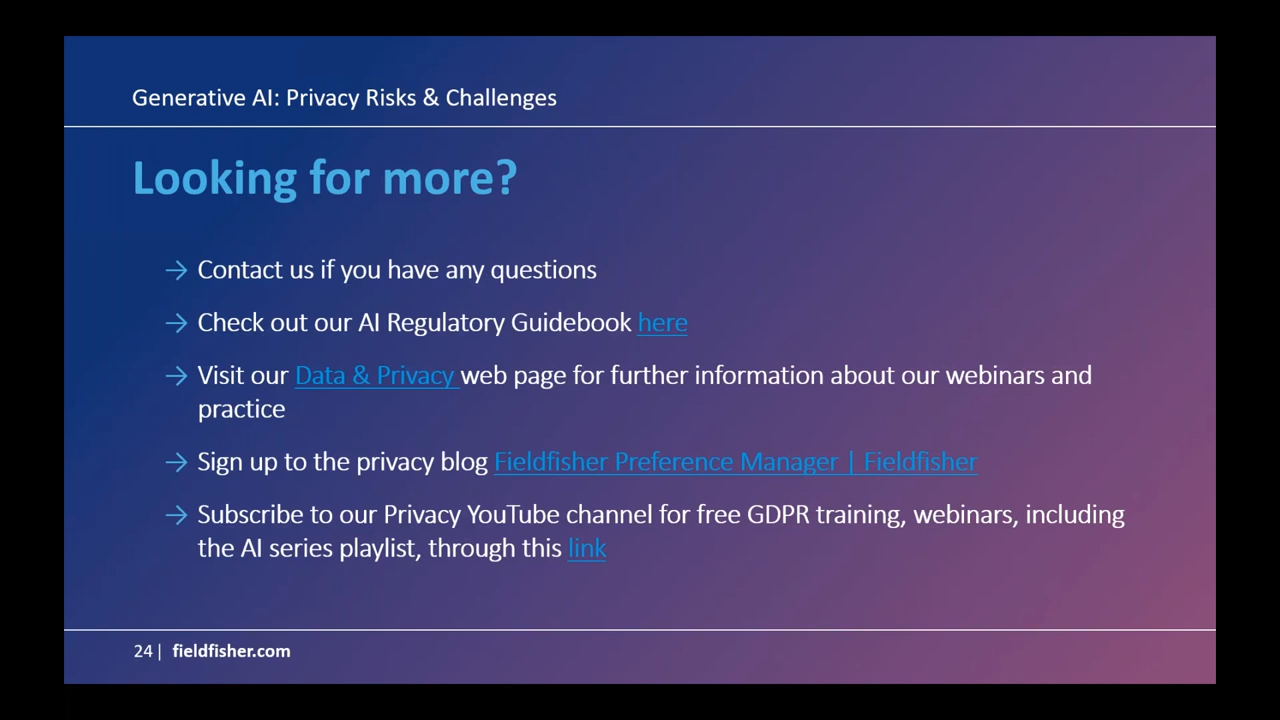 Generative AI: Privacy Risks & Challenges
Looking for more?
→ Contact us if you have any questions
→ Check out our AI Regulatory Guidebook here
→ Visit our Data & Privacy web page for further information about our webinars and
practice
→ Sign up to the privacy blog Fieldfisher Preference Manager | Fieldfisher
→ Subscribe to our Privacy YouTube channel for free GDPR training, webinars, including
the AI series playlist, through this link
24 | fieldfisher.com